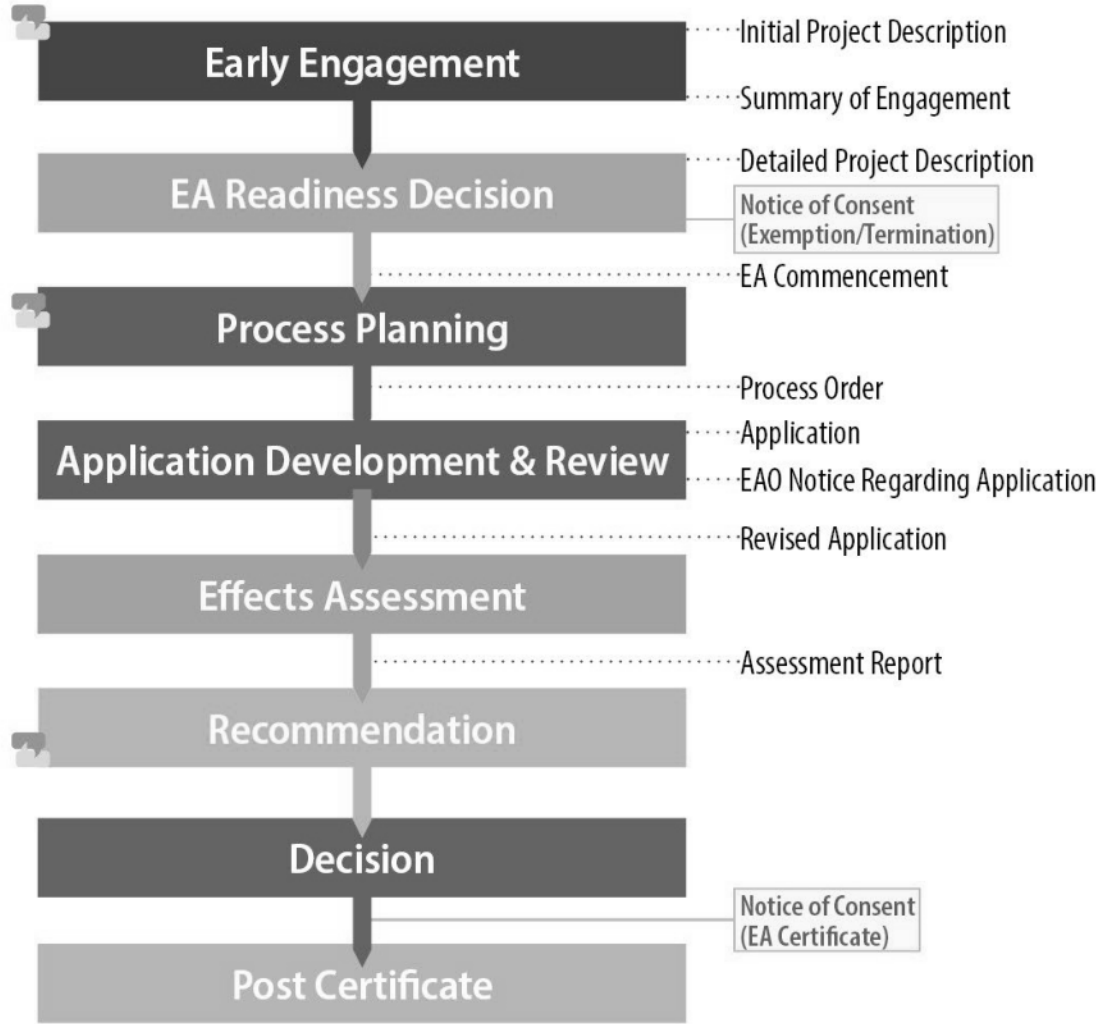 Early Engagement
Initial Project Description
Summary of Engagement
EA Readiness Decision
Detailed Project Description
Notice of Consent
(Exemption/Termination)
EA Commencement
Process Planning
Process Order
Application Development & Review
Application
EAO Notice Regarding Application
Revised Application
Effects Assessment
Assessment Report
Recommendation
Decision
Notice of Consent
(EA Certificate)
Post Certificate